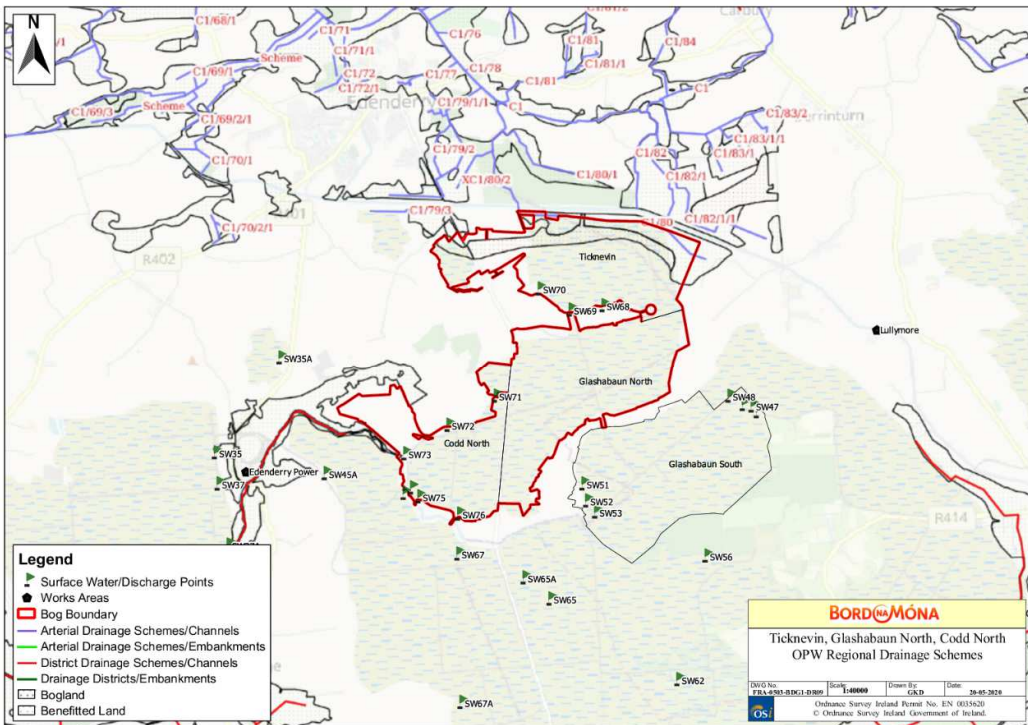 N
C1/68/1
C1/71
C1/71/1
Scheme
C1/76
C1/81
C1/84
Carbury
C1/69/1
C1/72
C1/72/1
C1/77
C1/78
C1/81
C1/81/1
C1
Edenderry
C1/79/1/1
C1
C1/69/3
Scheme
C1/69/2/1
C1/83/2
C1/83/1/1
C1/83/1
C1/70/1
C1/79/2
C1/82
XC1/80/2
C1/80/1
C1/82/1
C1/79/3
C1/80
C1/82/1/1
C1/70/2/1
R402
Ticknevin
SW70
SW69
SW68
Lullymore
SW35A
Glashabaun North
SW71
SW48
SW47
SW72
Codd North
SW35
SW73
Glashabaun South
Edenderry Power
SW37
SW45A
SW51
SW75
SW52
SW53
SW76
R414
SW67
SW56
SW65A
SW65
SW62
SW67A
Legend
Surface Water/Discharge Points
Works Areas
Bog Boundary
Arterial Drainage Schemes/Channels
Arterial Drainage Schemes/Embankments
District Drainage Schemes/Channels
Drainage Districts/Embankments
Bogland
Benefitted Land
BORD NA MÓNA
Ticknevin, Glashabaun North, Codd North
OPW Regional Drainage Schemes
DWG No. Scale: Drawn By: Date:
FRA-0503-BDG1-DR09 1:40000 GKD 20-05-2020
OSi
Ordnance Survey Ireland Permit No. EN 0035620
© Ordnance Survey Ireland Government of Ireland.